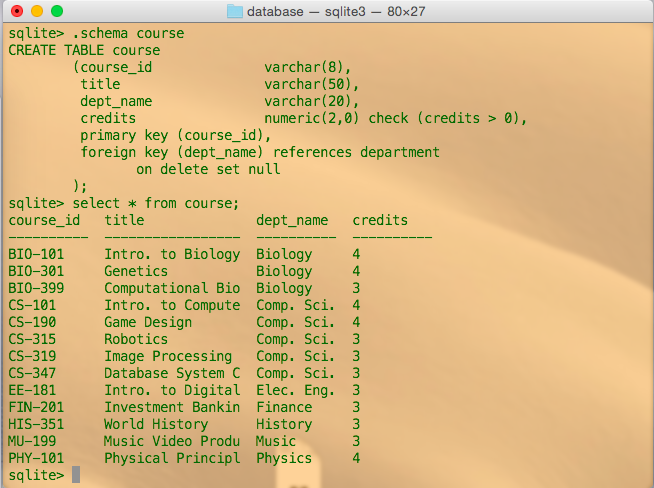 database — sqlite3 — 80×27
sqlite> .schema course
CREATE TABLE course
        (course_id              varchar(8),
         title                  varchar(50),
         dept_name              varchar(20),
         credits                numeric(2,0) check (credits > 0),
         primary key (course_id),
         foreign key (dept_name) references department
                on delete set null
        );
sqlite> select * from course;
course_id   title              dept_name   credits
----------  -----------------  ----------  ----------
BIO-101     Intro. to Biology  Biology     4
BIO-301     Genetics           Biology     4
BIO-399     Computational Bio  Biology     3
CS-101      Intro. to Compute  Comp. Sci.  4
CS-190      Game Design        Comp. Sci.  4
CS-315      Robotics           Comp. Sci.  3
CS-319      Image Processing   Comp. Sci.  3
CS-347      Database System C  Comp. Sci.  3
EE-181      Intro. to Digital  Elec. Eng.  3
FIN-201     Investment Bankin  Finance     3
HIS-351     World History      History     3
MU-199      Music Video Produ  Music       3
PHY-101     Physical Principl  Physics     4
sqlite>